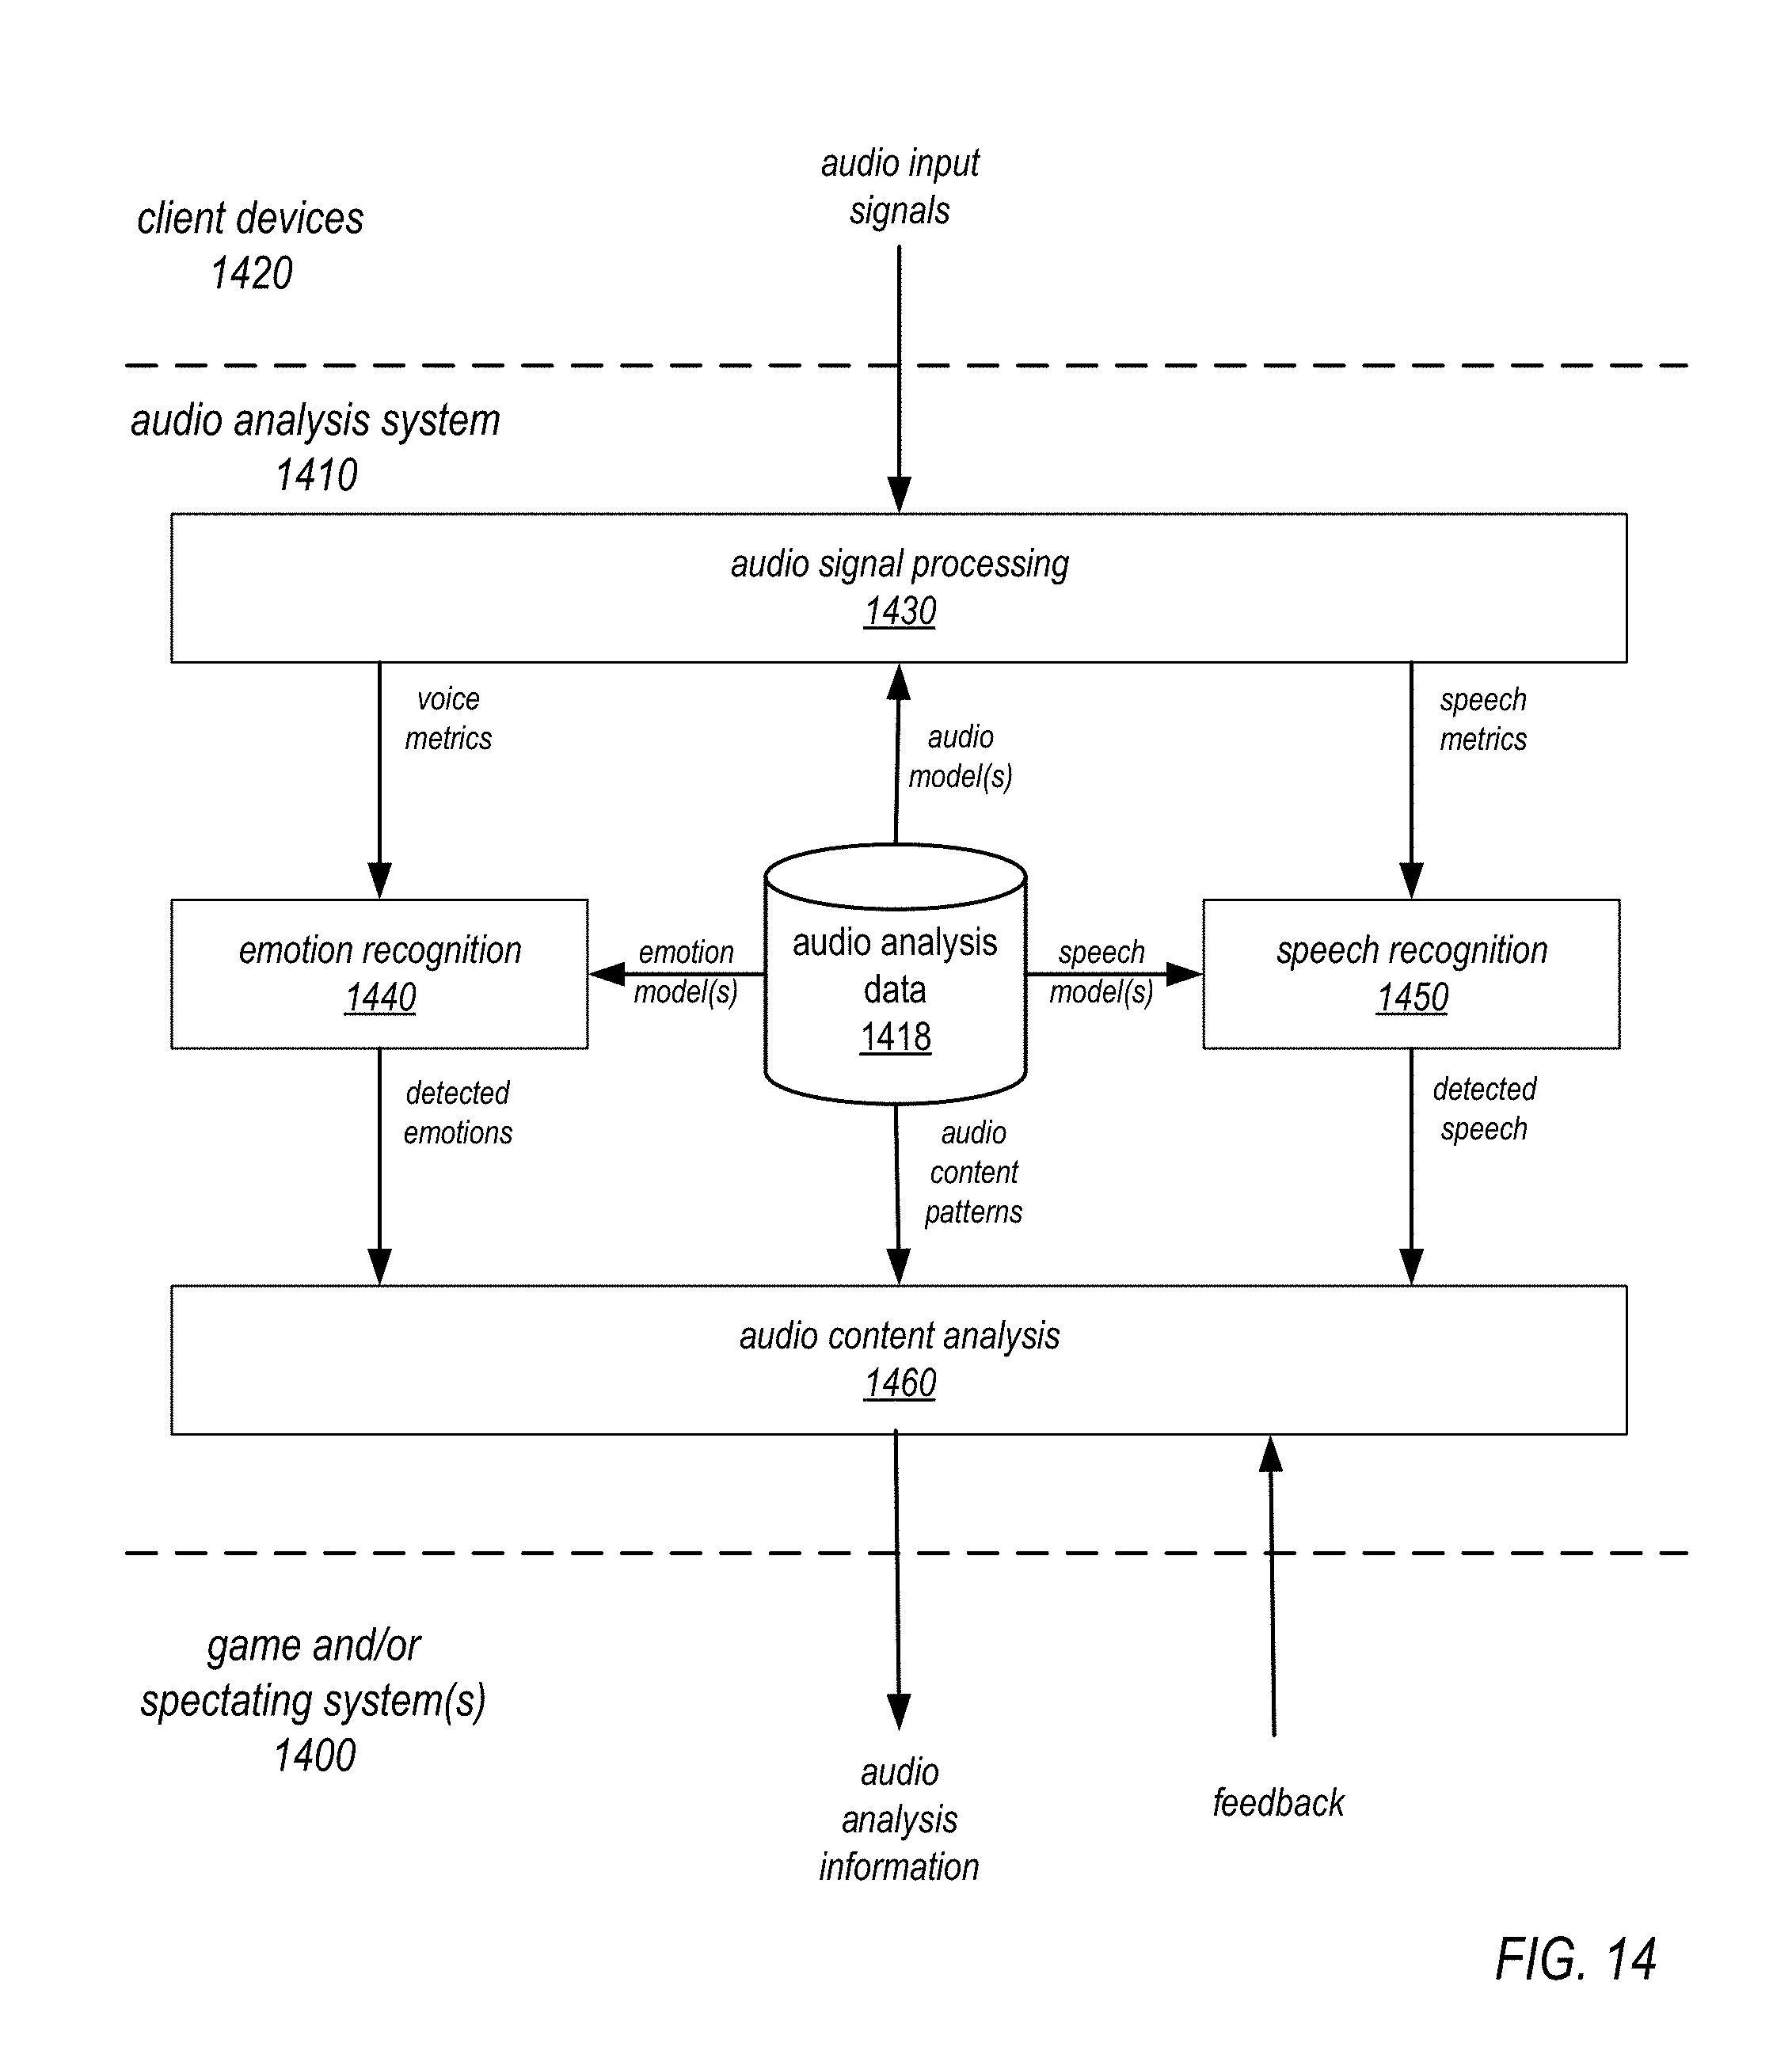 audio input
signals
client devices
1420
audio analysis system
1410
audio signal processing
1430
voice
metrics
audio
model(s)
speech
metrics
emotion recognition
1440
emotion
model(s)
audio analysis
data
1418
speech
model(s)
speech recognition
1450
detected
emotions
audio
content
patterns
detected
speech
audio content analysis
1460
game and/or
spectating system(s)
1400
audio
analysis
information
feedback
FIG. 14